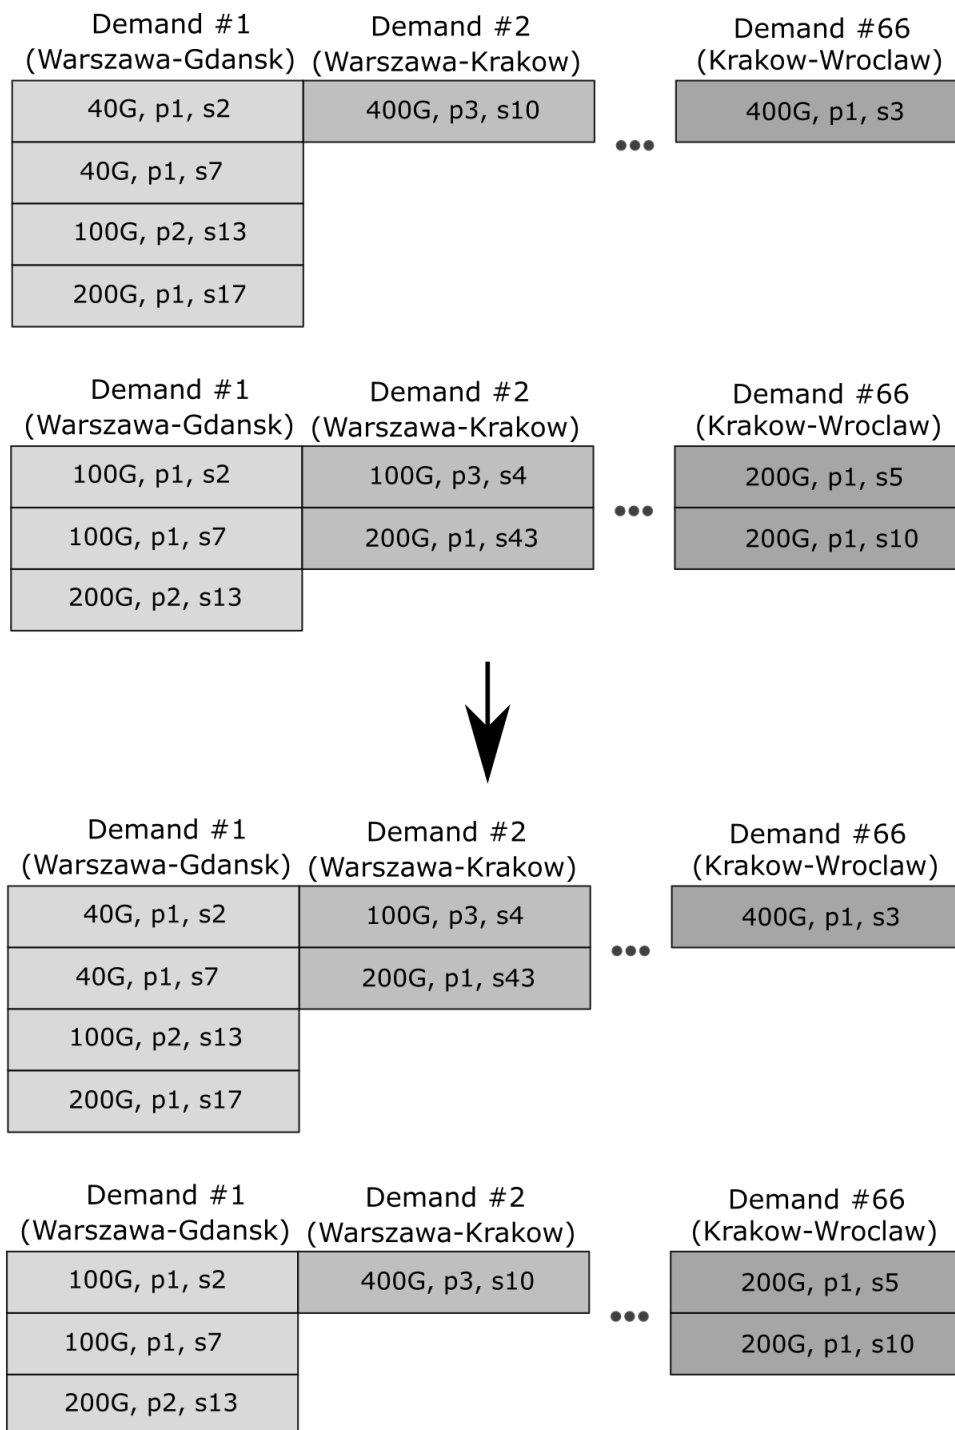 Demand #1
(Warszawa-Gdansk)
Demand #2
(Warszawa-Krakow)
Demand #66
(Krakow-Wroclaw)
40G, p1, s2
400G, p3, s10
400G, p1, s3
40G, p1, s7
100G, p2, s13
200G, p1, s17
Demand #1
(Warszawa-Gdansk)
Demand #2
(Warszawa-Krakow)
Demand #66
(Krakow-Wroclaw)
100G, p1, s2
100G, p3, s4
200G, p1, s5
100G, p1, s7
200G, p1, s43
200G, p1, s10
200G, p2, s13
Demand #1
(Warszawa-Gdansk)
Demand #2
(Warszawa-Krakow)
Demand #66
(Krakow-Wroclaw)
40G, p1, s2
100G, p3, s4
400G, p1, s3
40G, p1, s7
200G, p1, s43
100G, p2, s13
200G, p1, s17
Demand #1
(Warszawa-Gdansk)
Demand #2
(Warszawa-Krakow)
Demand #66
(Krakow-Wroclaw)
100G, p1, s2
400G, p3, s10
200G, p1, s5
100G, p1, s7
200G, p1, s10
200G, p2, s13